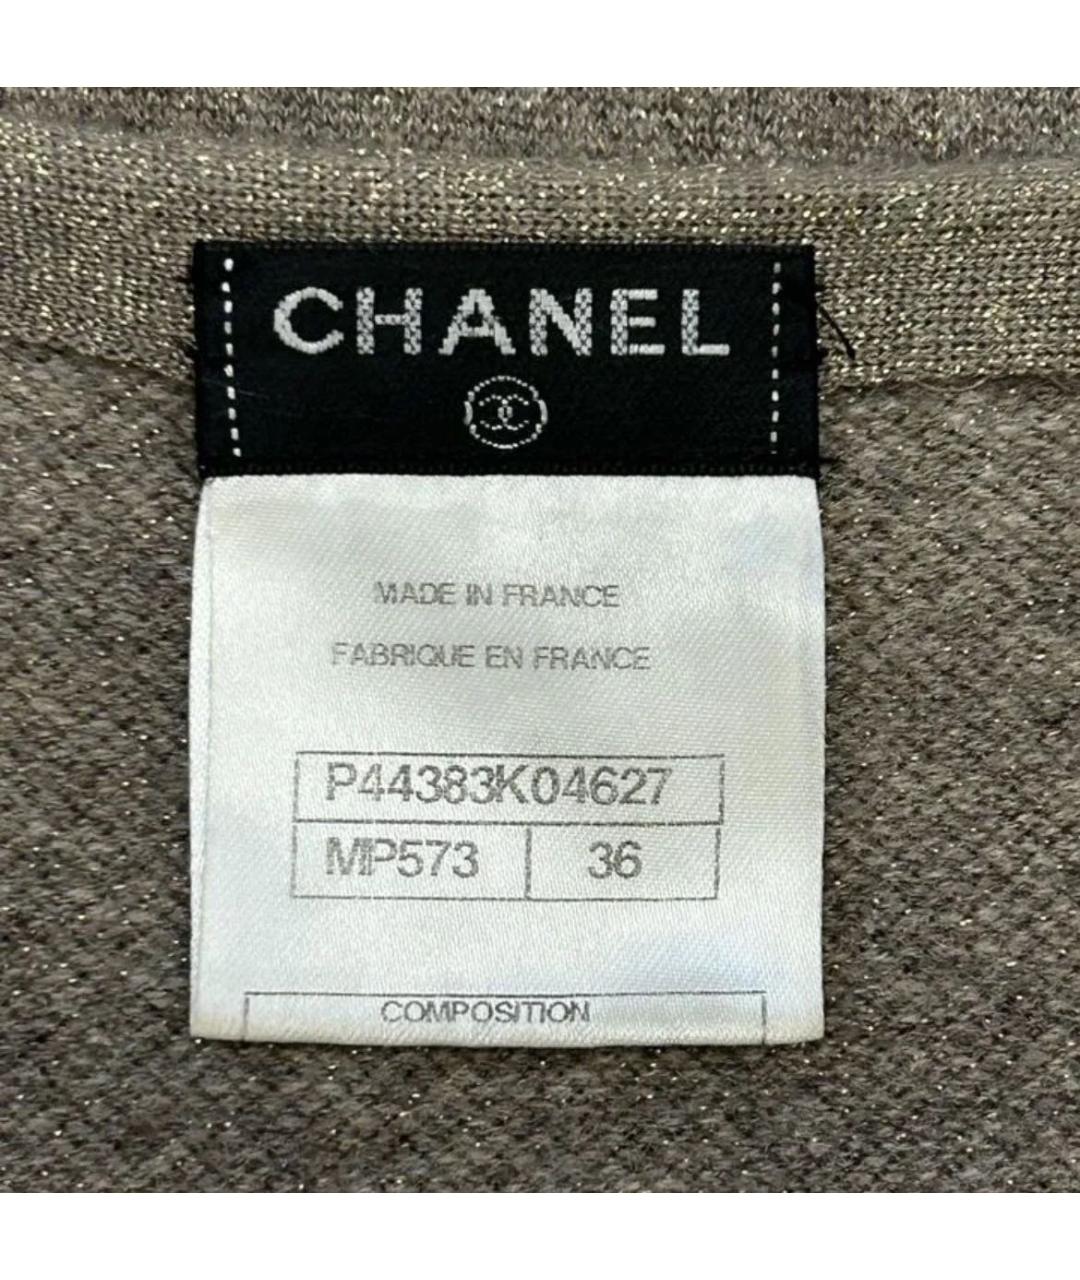 CHANEL
MADE IN FRANCE
FABRIQUE EN FRANCE
P44383K04627
MP573 36
COMPOSITION